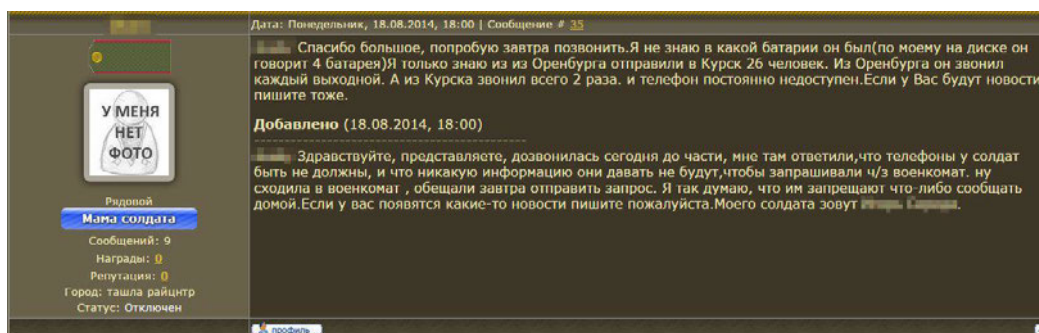 Дата: Понедельник, 18.08.2014, 18:00 | Сообщение # 35
Спасибо большое, попробую завтра позвонить.Я не знаю в какой батарии он был(по моему на диске он
говорит 4 батарея)Я только знаю из из Оренбурга отправили в Курск 26 человек. Из Оренбурга он звонил
каждый выходной. А из Курска звонил всего 2 раза. и телефон постоянно недоступен.Если у Вас будут новости
пишите тоже.
Добавлено (18.08.2014, 18:00)
---------------------------------------------
Здравствуйте, представляете, дозвонилась сегодня до части, мне там ответили,что телефоны у солдат
быть не должны, и что никакую информацию они давать не будут,чтобы запрашивали ч/з военкомат. ну
сходила в военкомат , обещали завтра отправить запрос. Я так думаю, что им запрещают что-либо сообщать
домой.Если у вас появятся какие-то новости пишите пожалуйста.Моего солдата зовут
У МЕНЯ
НЕТ
ФОТО
Рядовой
Мама солдата
Сообщений: 9
Награды: 0
Репутация: 0
Город: ташла райцнтр
Статус: Отключен
профиль